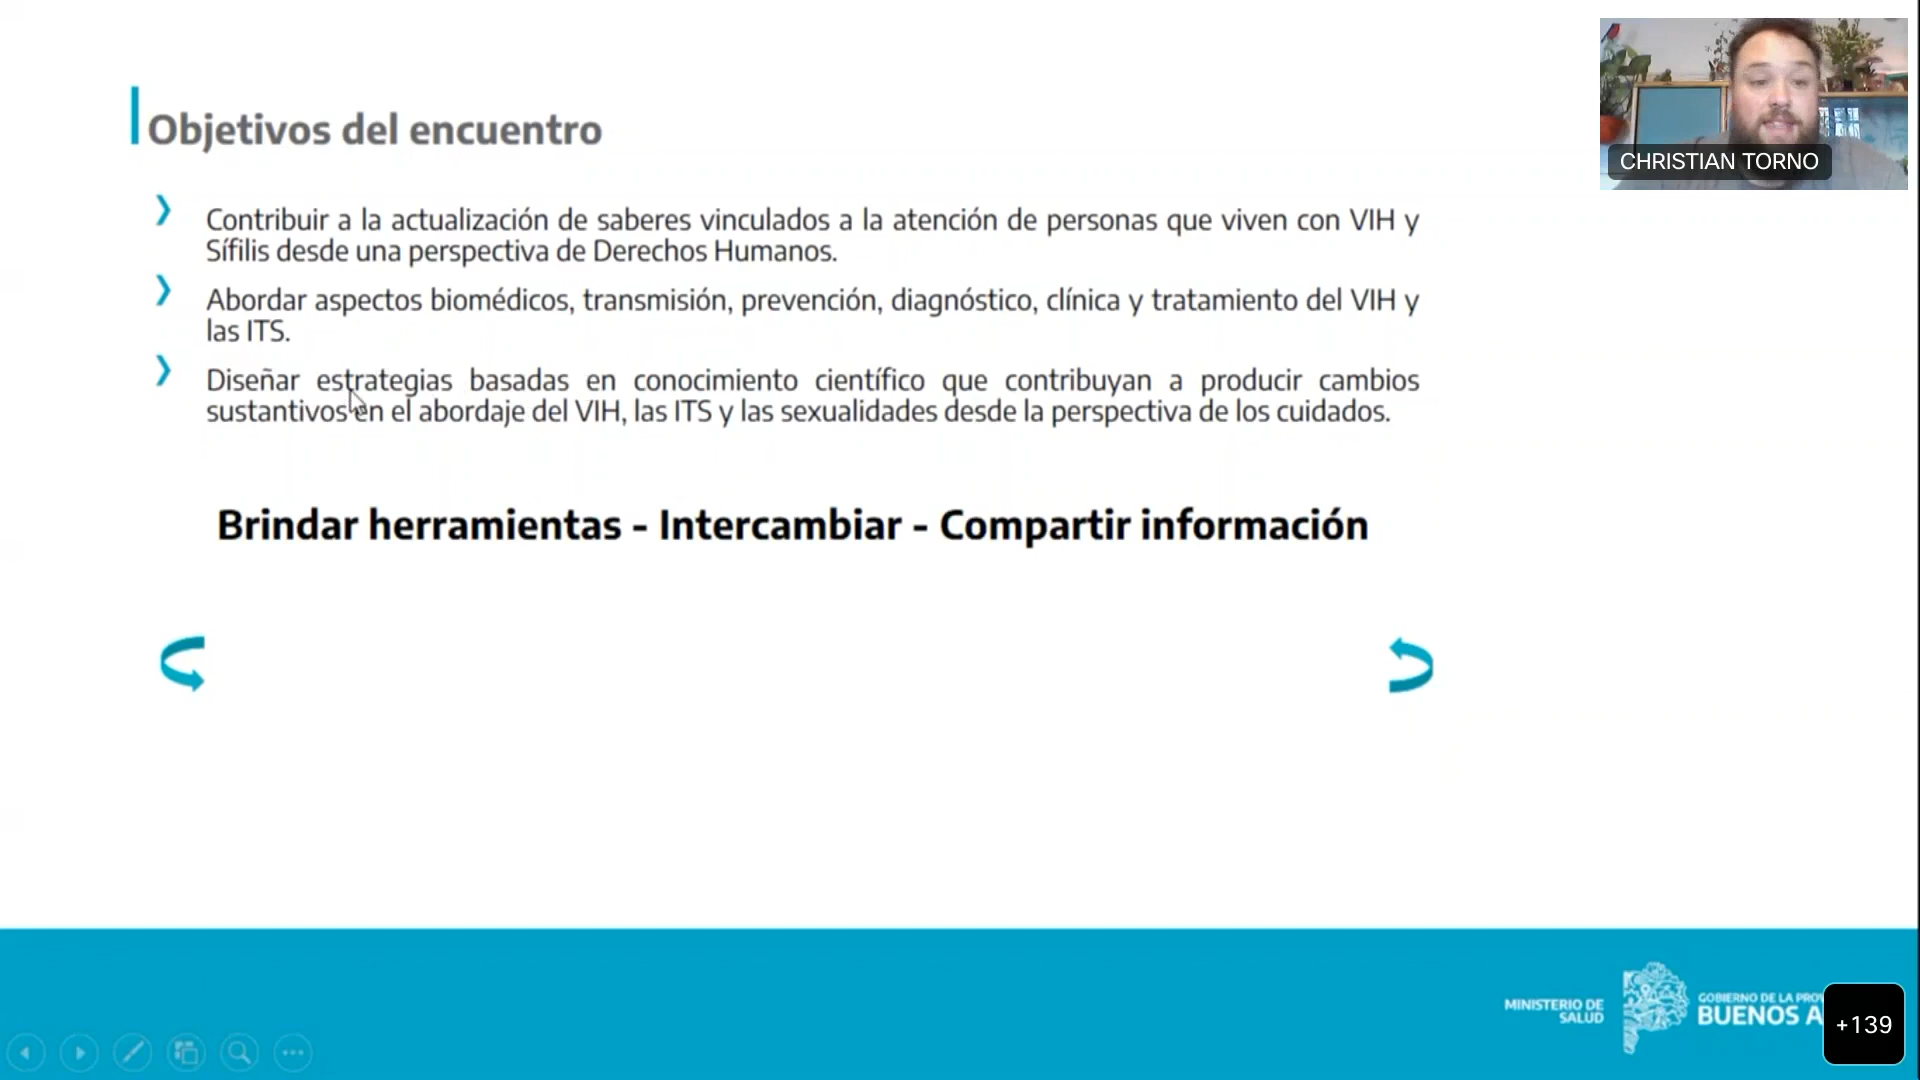 Objetivos del encuentro
CHRISTIAN TORNO
Contribuir a la actualización de saberes vinculados a la atención de personas que viven con VIH y
Sífilis desde una perspectiva de Derechos Humanos.
Abordar aspectos biomédicos, transmisión, prevención, diagnóstico, clínica y tratamiento del VIH y
las ITS.
Diseñar estrategias basadas en conocimiento científico que contribuyan a producir cambios
sustantivos en el abordaje del VIH, las ITS y las sexualidades desde la perspectiva de los cuidados.
Brindar herramientas - Intercambiar - Compartir información
MINISTERIO DE
SALUD
GOBIERNO DE LA
BUENOS
+139